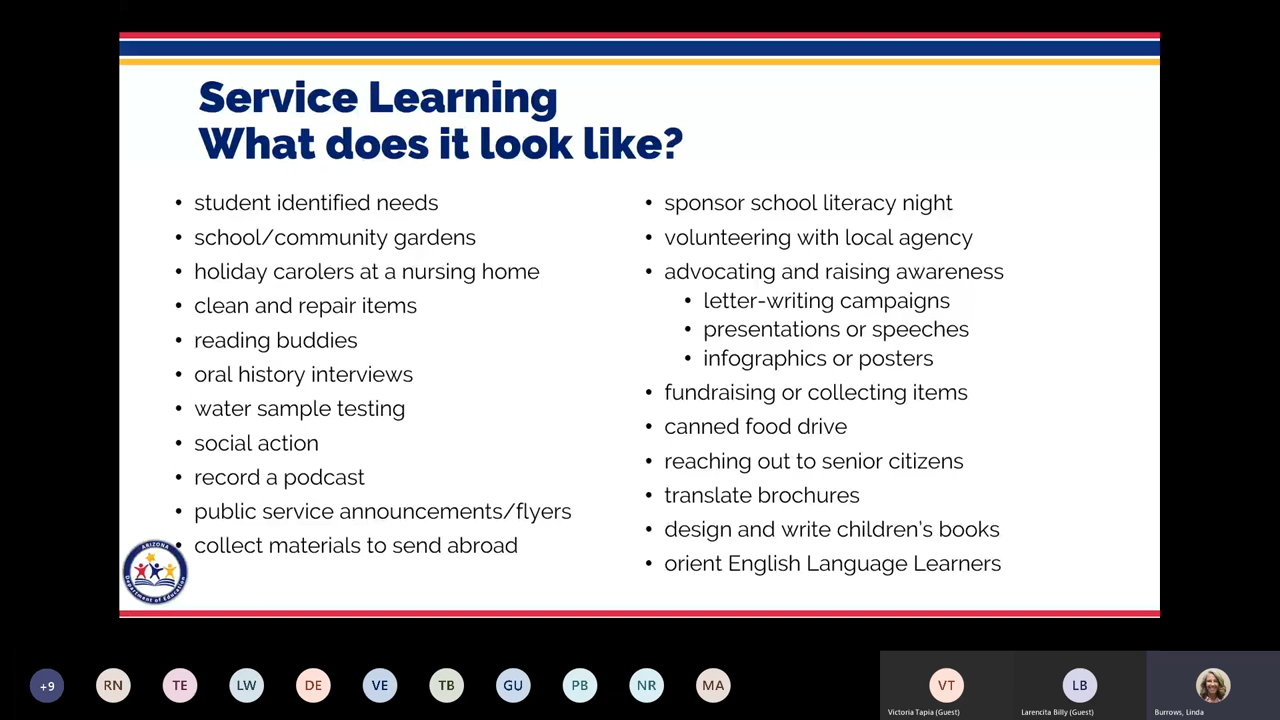 Service Learning
What does it look like?
student identified needs
school/community gardens
holiday carolers at a nursing home
clean and repair items
reading buddies
oral history interviews
water sample testing
social action
record a podcast
public service announcements/flyers
collect materials to send abroad
sponsor school literacy night
volunteering with local agency
advocating and raising awareness
letter-writing campaigns
presentations or speeches
infographics or posters
fundraising or collecting items
canned food drive
reaching out to senior citizens
translate brochures
design and write children's books
orient English Language Learners
ARIZONA
Department of Education
+9
RN
TE
LW
DE
VE
TB
GU
PB
NR
MA
VT
LB
Victoria Tapia (Guest)
Larencita Billy (Guest)
Burrows, Linda